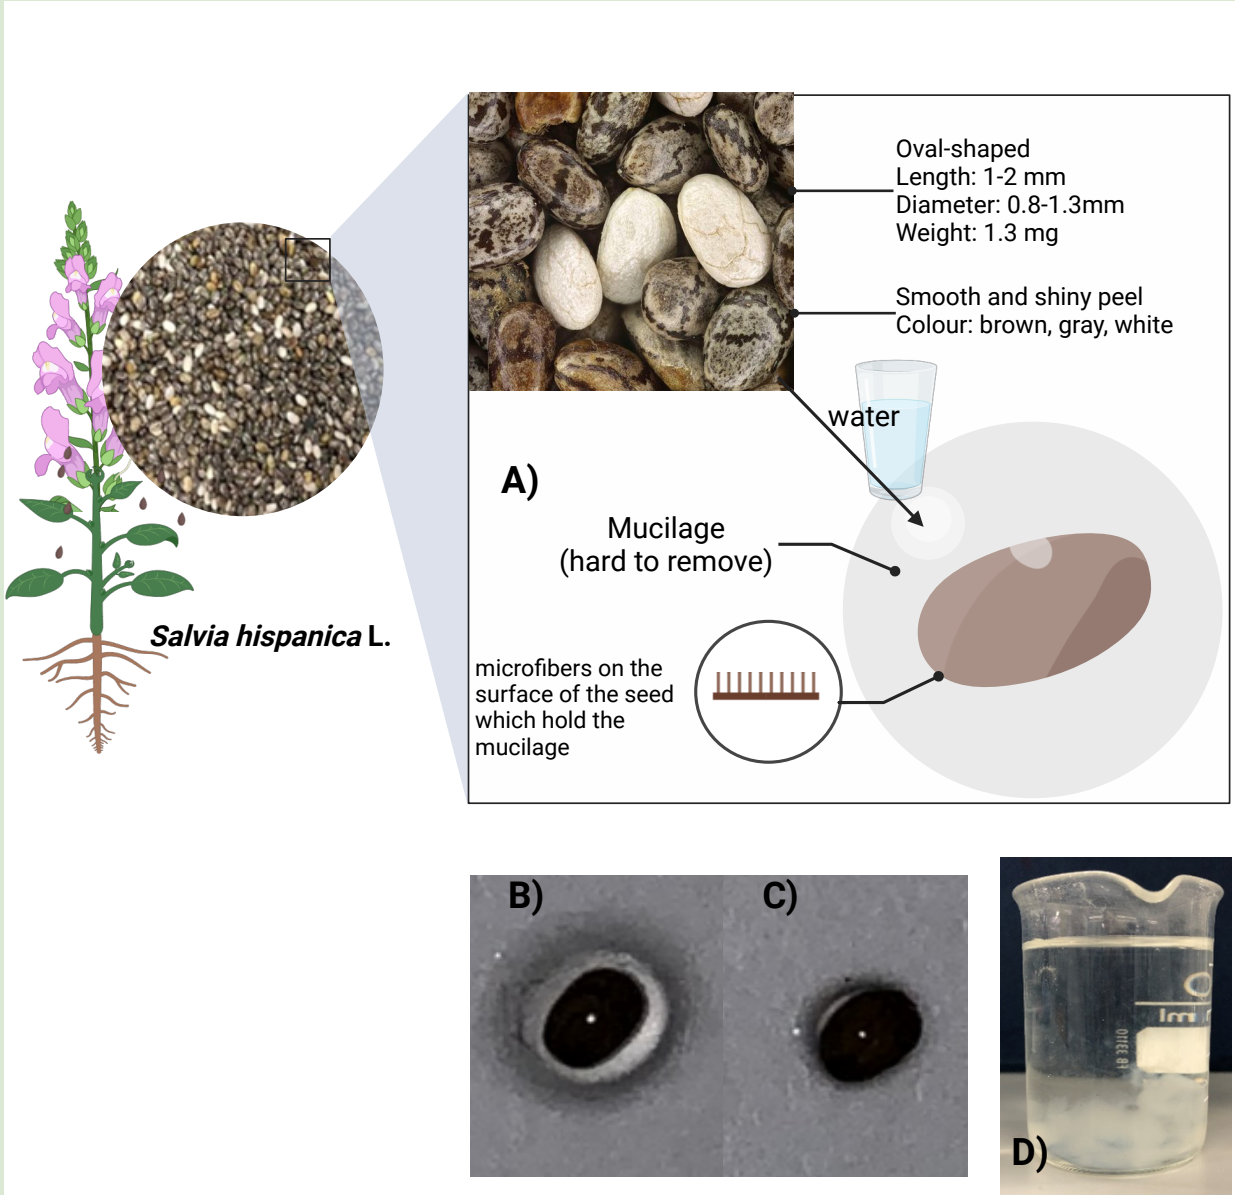 Oval-shaped
Length: 1-2 mm
Diameter: 0.8-1.3mm
Weight: 1.3 mg
Smooth and shiny peel
Colour: brown, gray, white
water
A)
Mucilage
(hard to remove)
Salvia hispanica L.
microfibers on the
surface of the seed
which hold the
mucilage
B)
C)
ml
D)